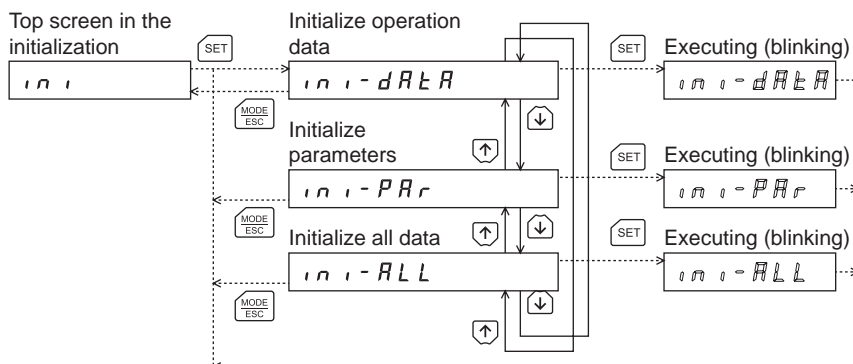 Top screen in the
initialization
SET
ini
Initialize operation
data
SET
Executing (blinking)
ini-dAtA
ini-dAtA
MODE
ESC
↓
Initialize
parameters
↑
SET
Executing (blinking)
ini-PAr
ini-PAr
MODE
ESC
Initialize all data
↑
↓
SET
Executing (blinking)
ini-ALL
ini-ALL
MODE
ESC
↓
↑